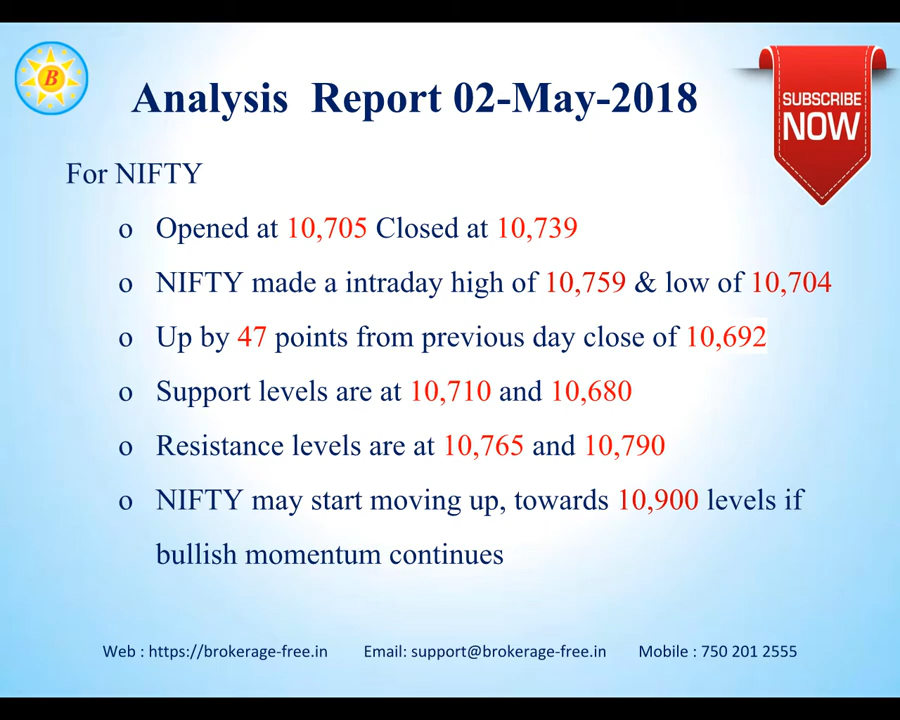 B
Analysis Report 02-May-2018
SUBSCRIBE
NOW
For NIFTY
o Opened at 10,705 Closed at 10,739
o NIFTY made a intraday high of 10,759 & low of 10,704
o Up by 47 points from previous day close of 10,692
o Support levels are at 10,710 and 10,680
o Resistance levels are at 10,765 and 10,790
o NIFTY may start moving up, towards 10,900 levels if
bullish momentum continues
Web : https://brokerage-free.in Email: support@brokerage-free.in Mobile : 750 201 2555